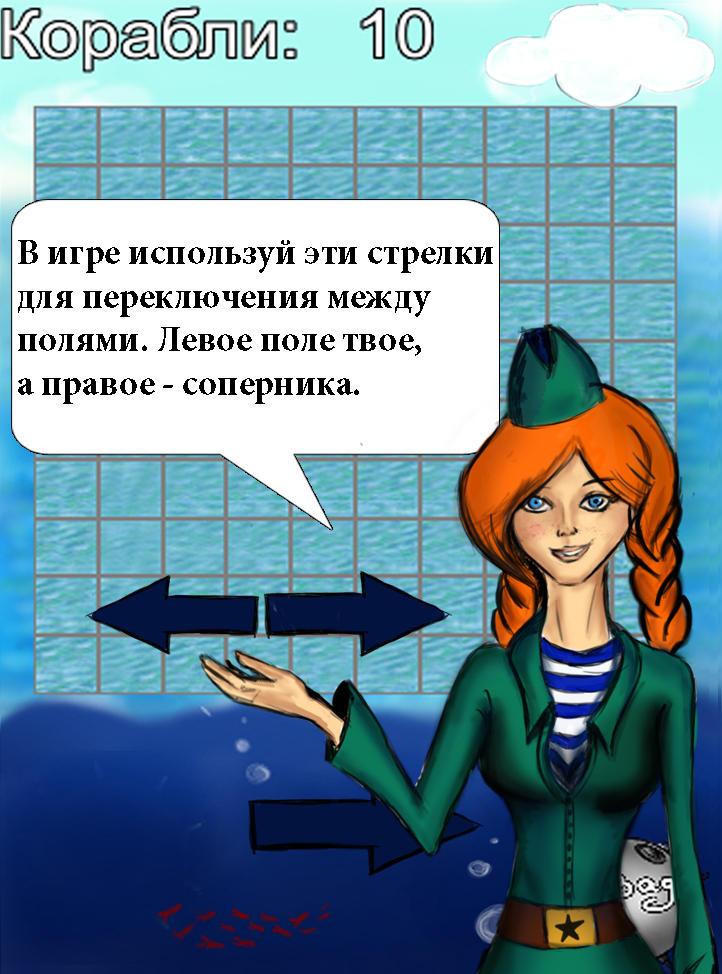 Корабли: 10
В игре используй эти стрелки
для переключения между
полями. Левое поле твое,
а правое - соперника.